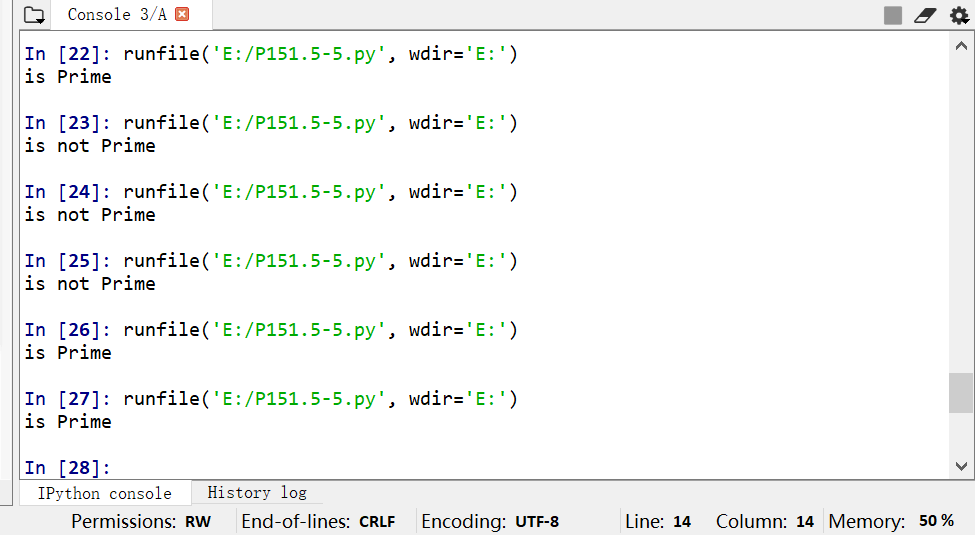 Console 3/A
In [22]: runfile('E:/P151.5-5.py', wdir='E:')
is Prime
In [23]: runfile('E:/P151.5-5.py', wdir='E:')
is not Prime
In [24]: runfile('E:/P151.5-5.py', wdir='E:')
is not Prime
In [25]: runfile('E:/P151.5-5.py', wdir='E:')
is not Prime
In [26]: runfile('E:/P151.5-5.py', wdir='E:')
is Prime
In [27]: runfile('E:/P151.5-5.py', wdir='E:')
is Prime
In [28]:
IPython console History log
Permissions: RW End-of-lines: CRLF Encoding: UTF-8 Line: 14 Column: 14 Memory: 50 %